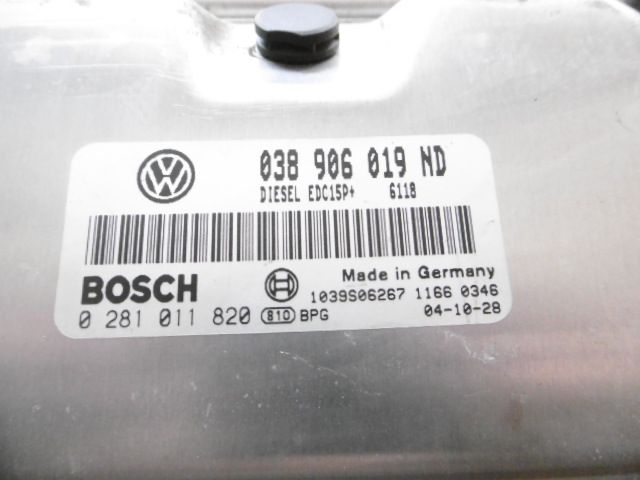 038 906 019 ND
DIESEL EDC15P+ 6118
BOSCH
Made in Germany
1039S06267 1166 0346
0 281 011 820 810 BPG 04-10-28